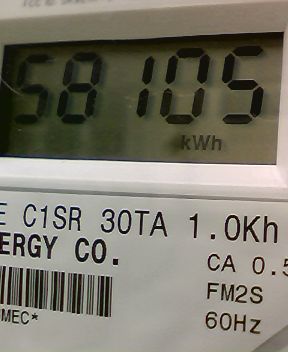 58105
kWh
E C1SR 30TA 1.0Kh
ERGY CO.
CA 0.5
FM2S
MEC*
60Hz